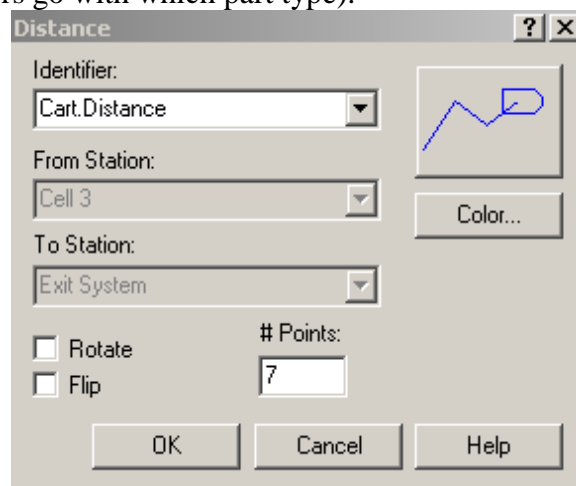 rs go with which part type).
Distance
Identifier:
Cart.Distance
From Station:
Cell 3
Color...
To Station:
Exit System
Rotate
Flip
# Points:
7
OK
Cancel
Help